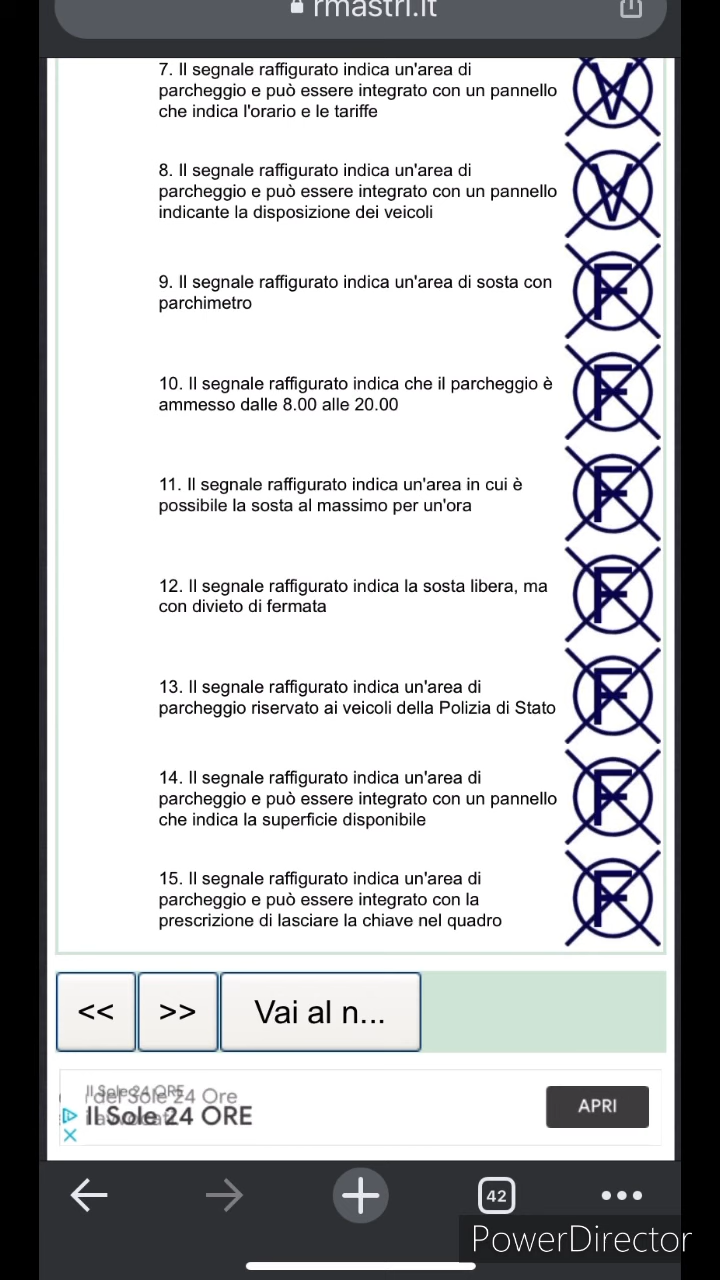 rmastri.it
7. Il segnale raffigurato indica un'area di
parcheggio e può essere integrato con un pannello
che indica l'orario e le tariffe
V
8. Il segnale raffigurato indica un'area di
parcheggio e può essere integrato con un pannello
indicante la disposizione dei veicoli
V
9. Il segnale raffigurato indica un'area di sosta con
parchimetro
F
10. Il segnale raffigurato indica che il parcheggio è
ammesso dalle 8.00 alle 20.00
F
11. Il segnale raffigurato indica un'area in cui è
possibile la sosta al massimo per un'ora
F
12. Il segnale raffigurato indica la sosta libera, ma
con divieto di fermata
F
13. Il segnale raffigurato indica un'area di
parcheggio riservato ai veicoli della Polizia di Stato
F
14. Il segnale raffigurato indica un'area di
parcheggio e può essere integrato con un pannello
che indica la superficie disponibile
F
15. Il segnale raffigurato indica un'area di
parcheggio e può essere integrato con la
prescrizione di lasciare la chiave nel quadro
F
<< >> Vai al n...
Il Sole 24 ORE
del Sole 24 Ore
Il Sole 24 ORE
APRI
42
PowerDirector